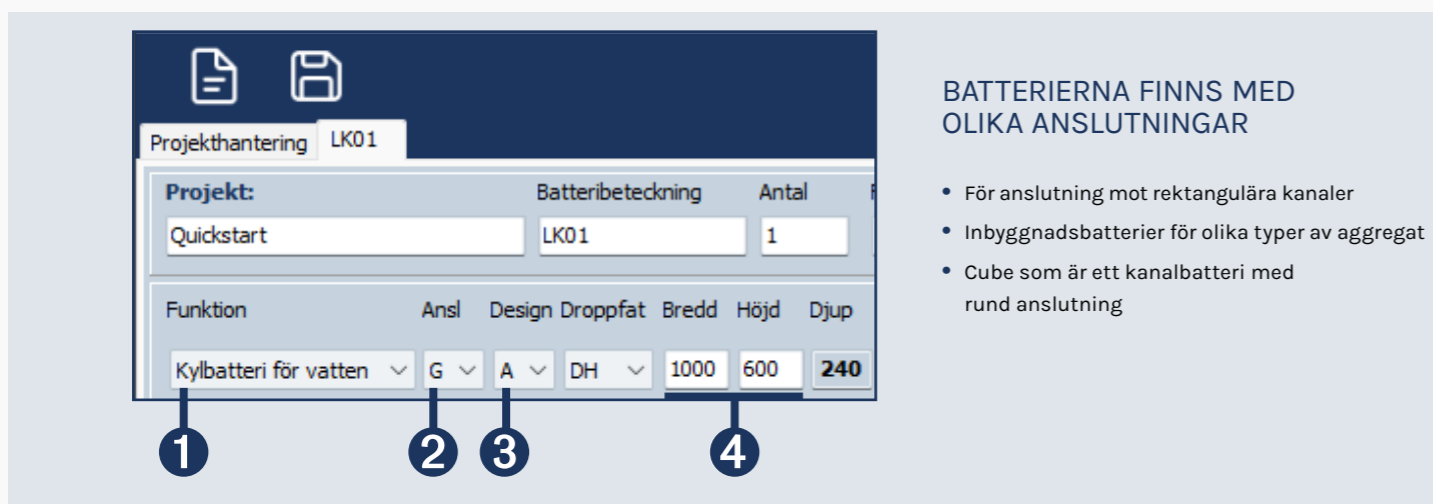 Projekthantering LK01
Projekt: Batteribeteckning Antal
Quickstart LK01 1
Funktion Ansl Design Droppfat Bredd Höjd Djup
Kylbatteri för vatten G A DH 1000 600 240
1 2 3 4
BATTERIERNA FINNS MED
OLIKA ANSLUTNINGAR
• För anslutning mot rektangulära kanaler
• Inbyggnadsbatterier för olika typer av aggregat
• Cube som är ett kanalbatteri med
rund anslutning